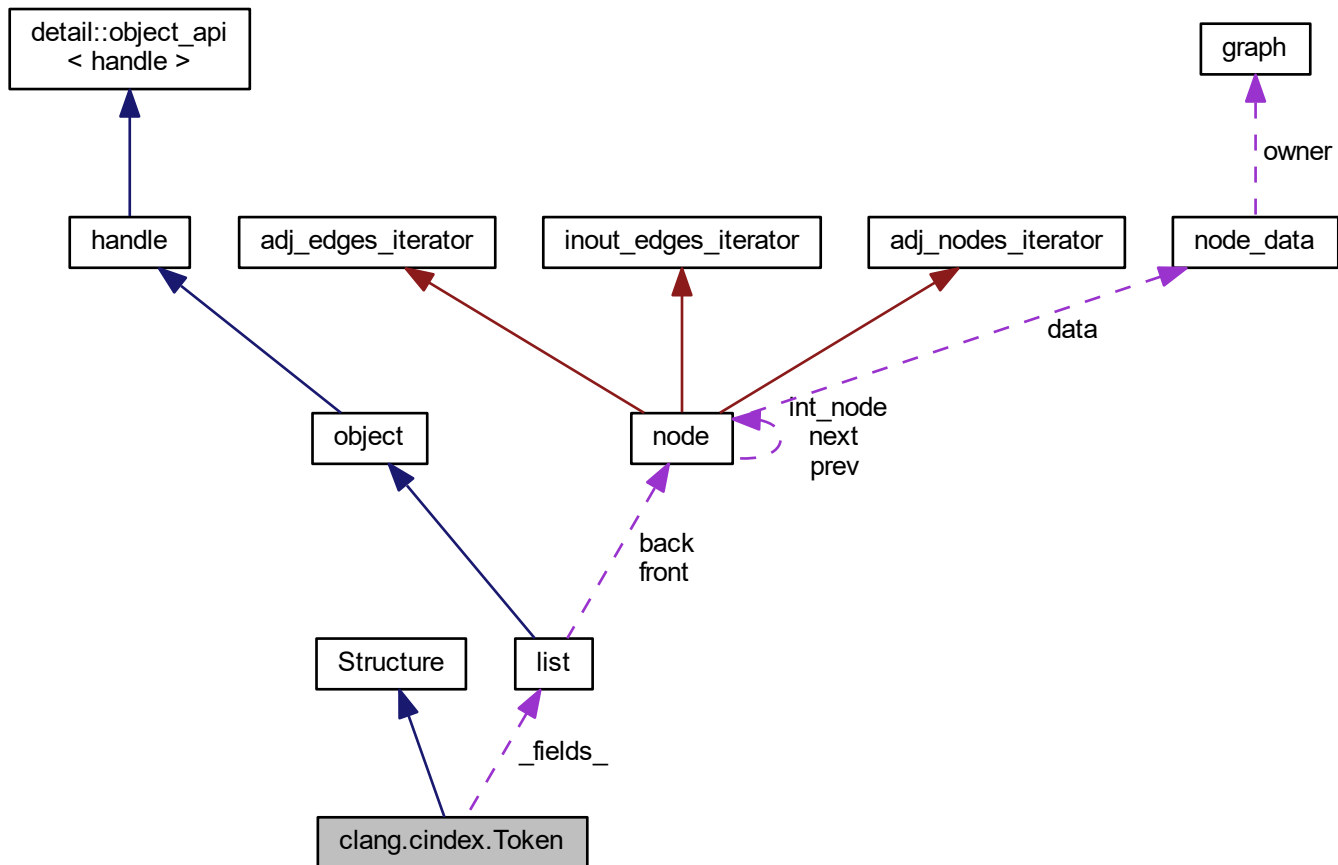 detail::object_api
< handle >
graph
owner
handle
adj_edges_iterator
inout_edges_iterator
adj_nodes_iterator
node_data
data
object
node
int_node
next
prev
back
front
Structure
list
_fields_
clang.cindex.Token